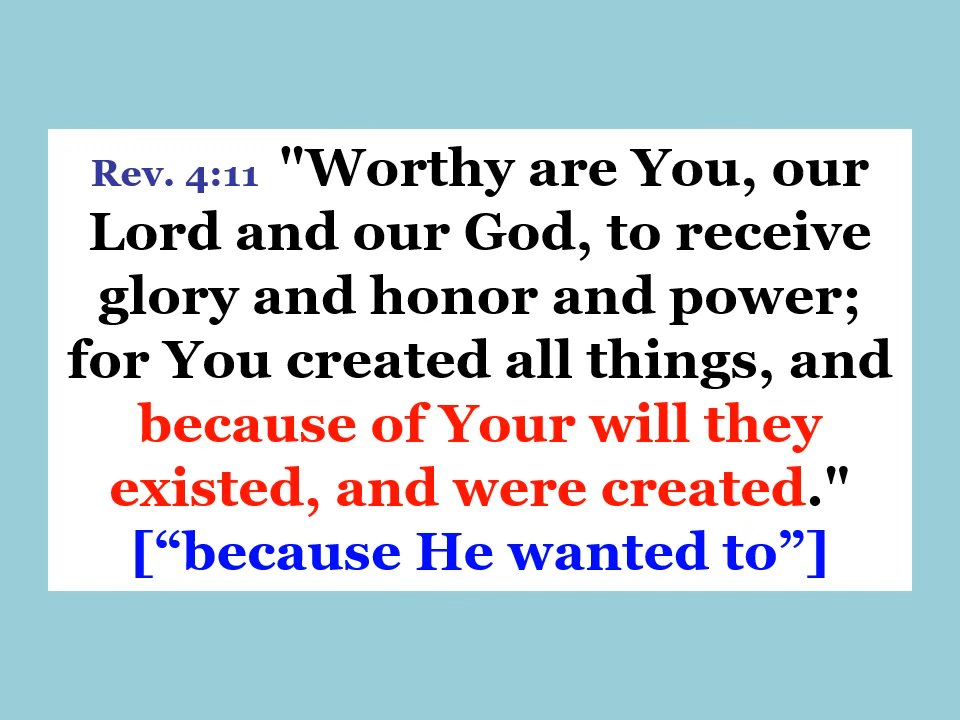 Rev. 4:11 "Worthy are You, our
Lord and our God, to receive
glory and honor and power;
for You created all things, and
because of Your will they
existed, and were created."
[“because He wanted to”]